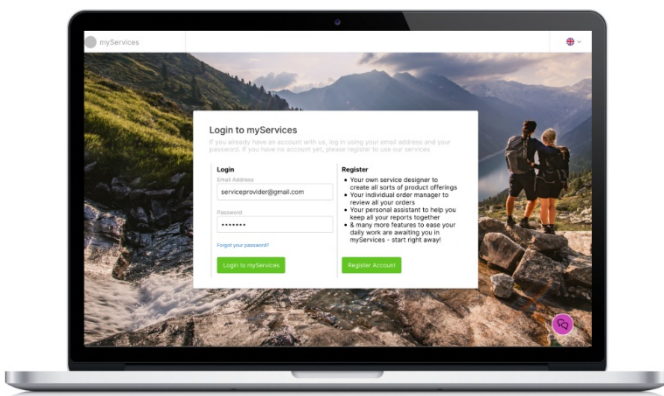 myServices
Login to myServices
If you already have an account with us, log in using your email address and your
password. If you have no account yet, please register to use our services
Login
Email Address
serviceprovider@gmail.com
Password
•••••••
Forgot your password?
Login to myServices
Register
• Your own service designer to
create all sorts of product offerings
• Your individual order manager to
review all your orders
• Your personal assistant to help you
keep all your reports together
• & many more features to ease your
daily work are awaiting you in
myServices - start right away!
Register Account